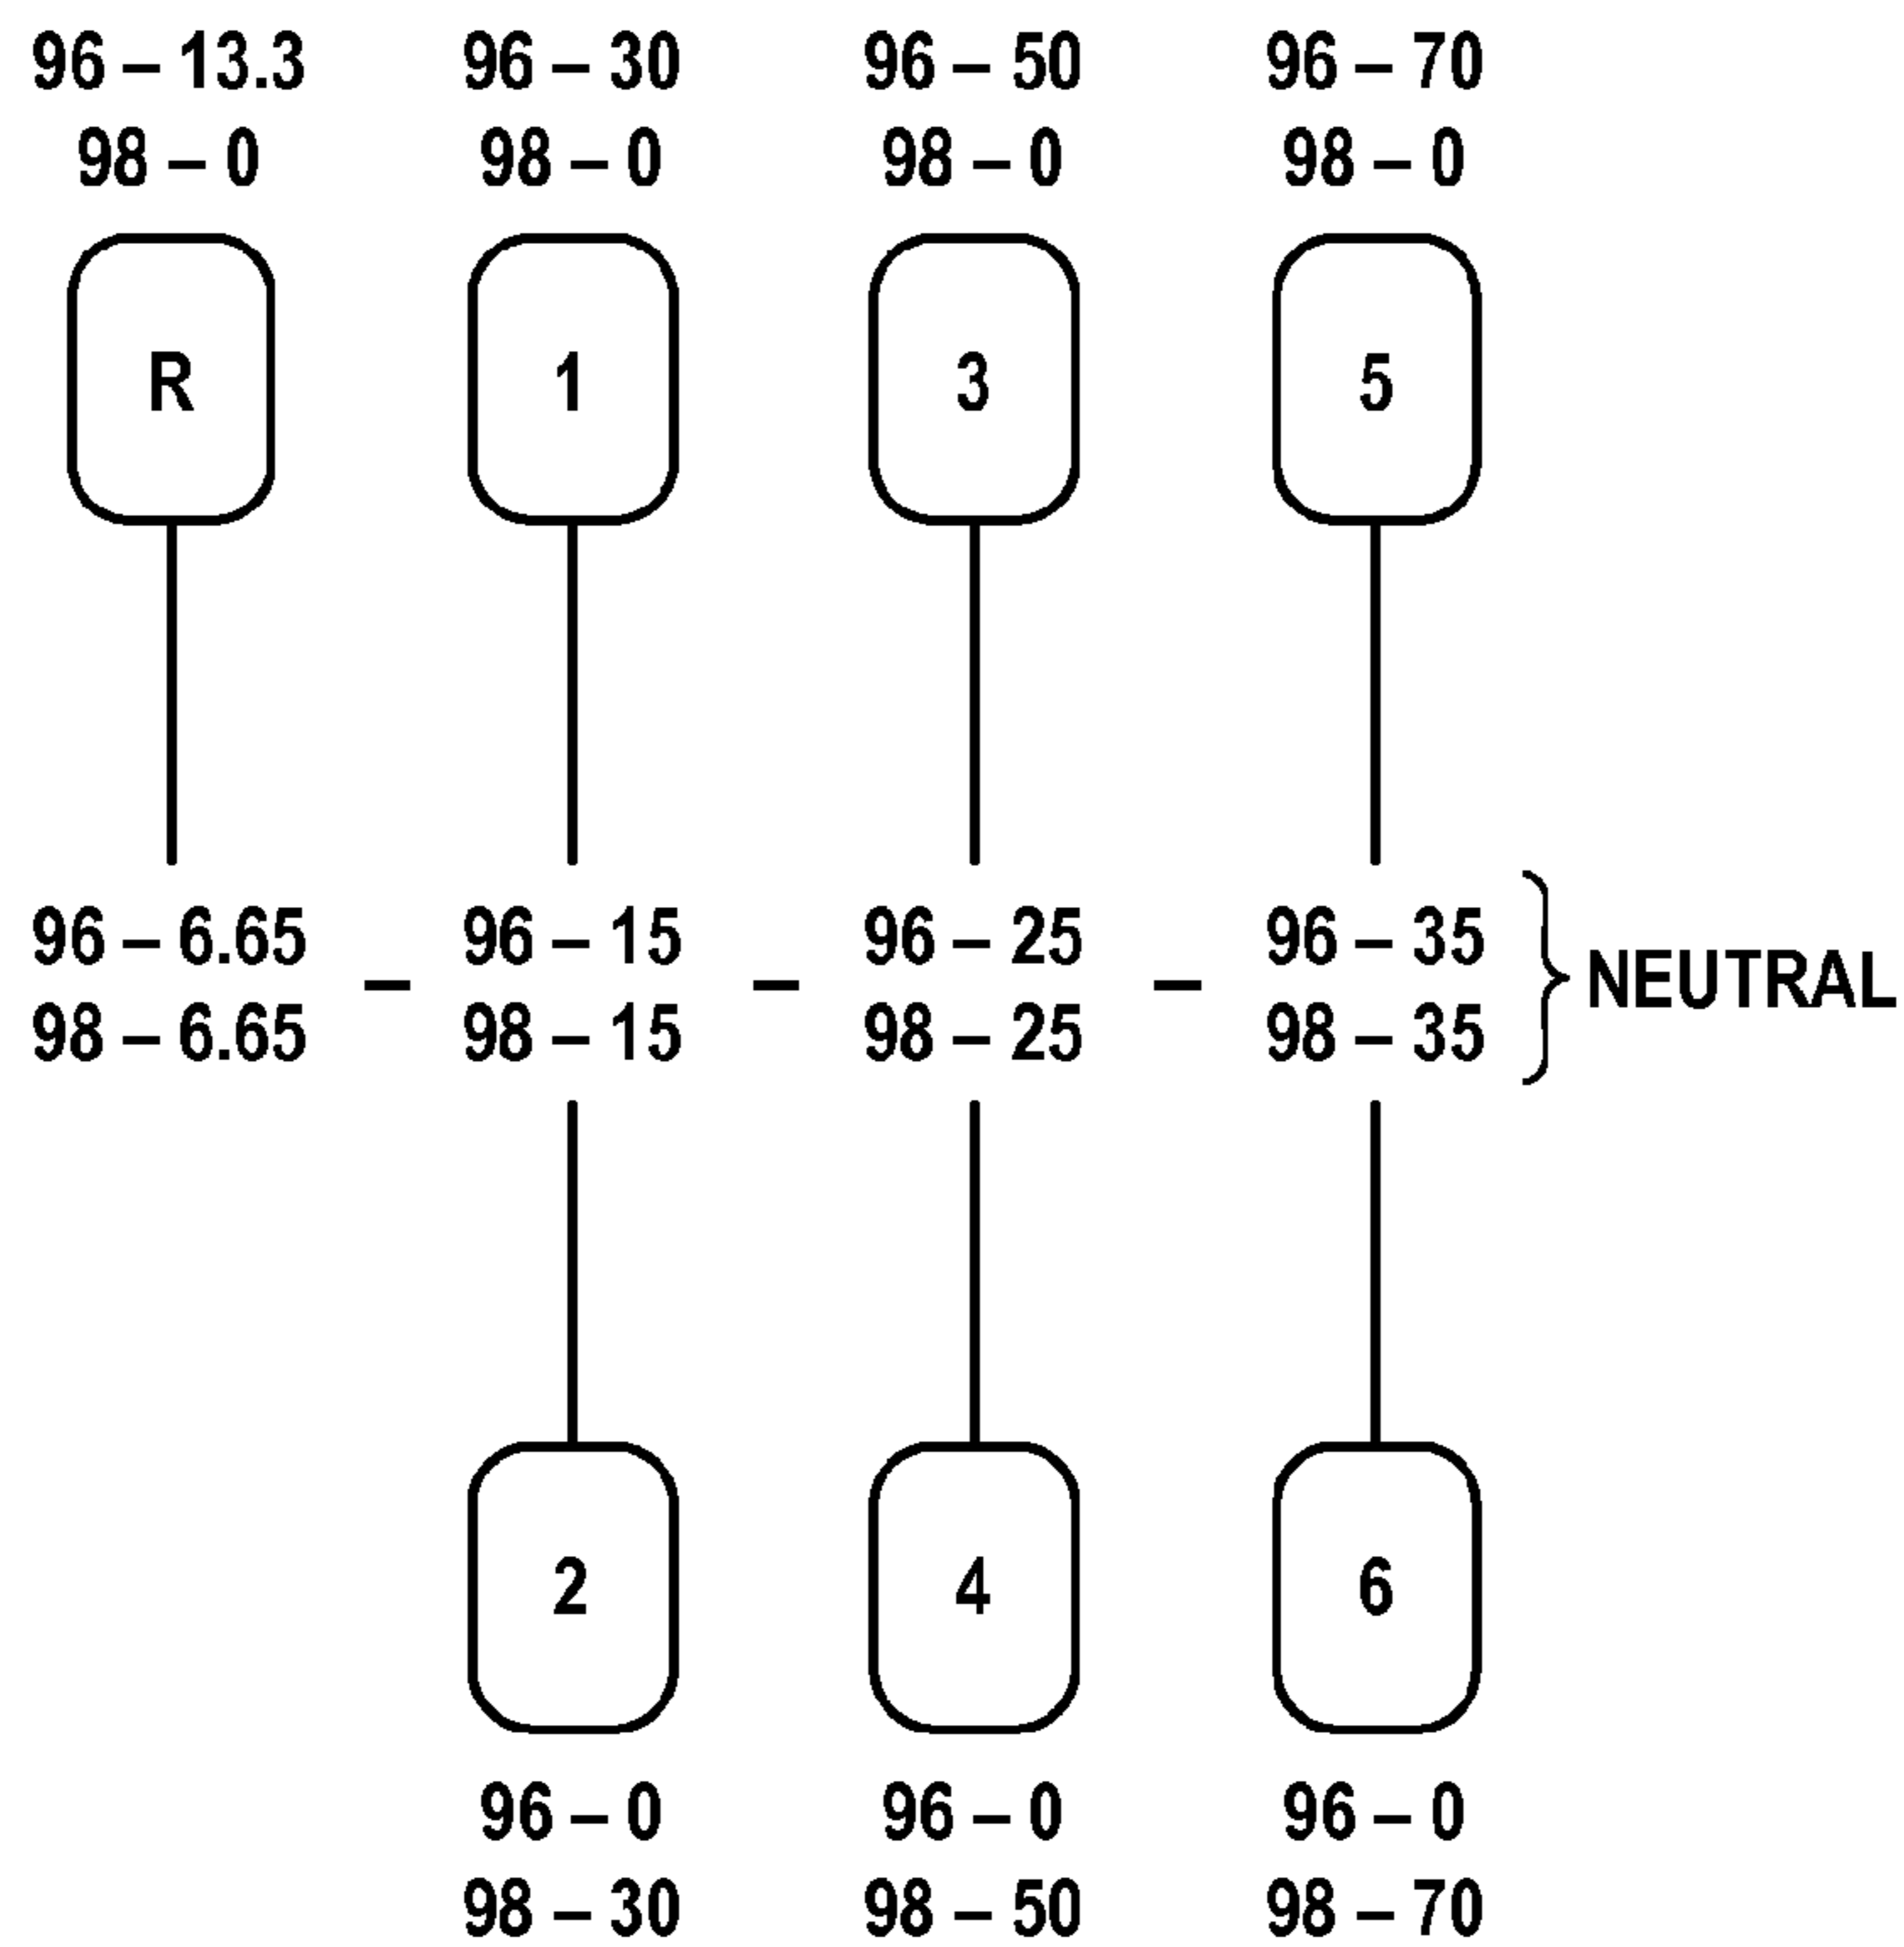 96 – 13.3 96 – 30 96 – 50 96 – 70
98 – 0 98 – 0 98 – 0 98 – 0
R 1 3 5
96 – 6.65 96 – 15 96 – 25 96 – 35
– – – NEUTRAL
98 – 6.65 98 – 15 98 – 25 98 – 35
2 4 6
96 – 0 96 – 0 96 – 0
98 – 30 98 – 50 98 – 70